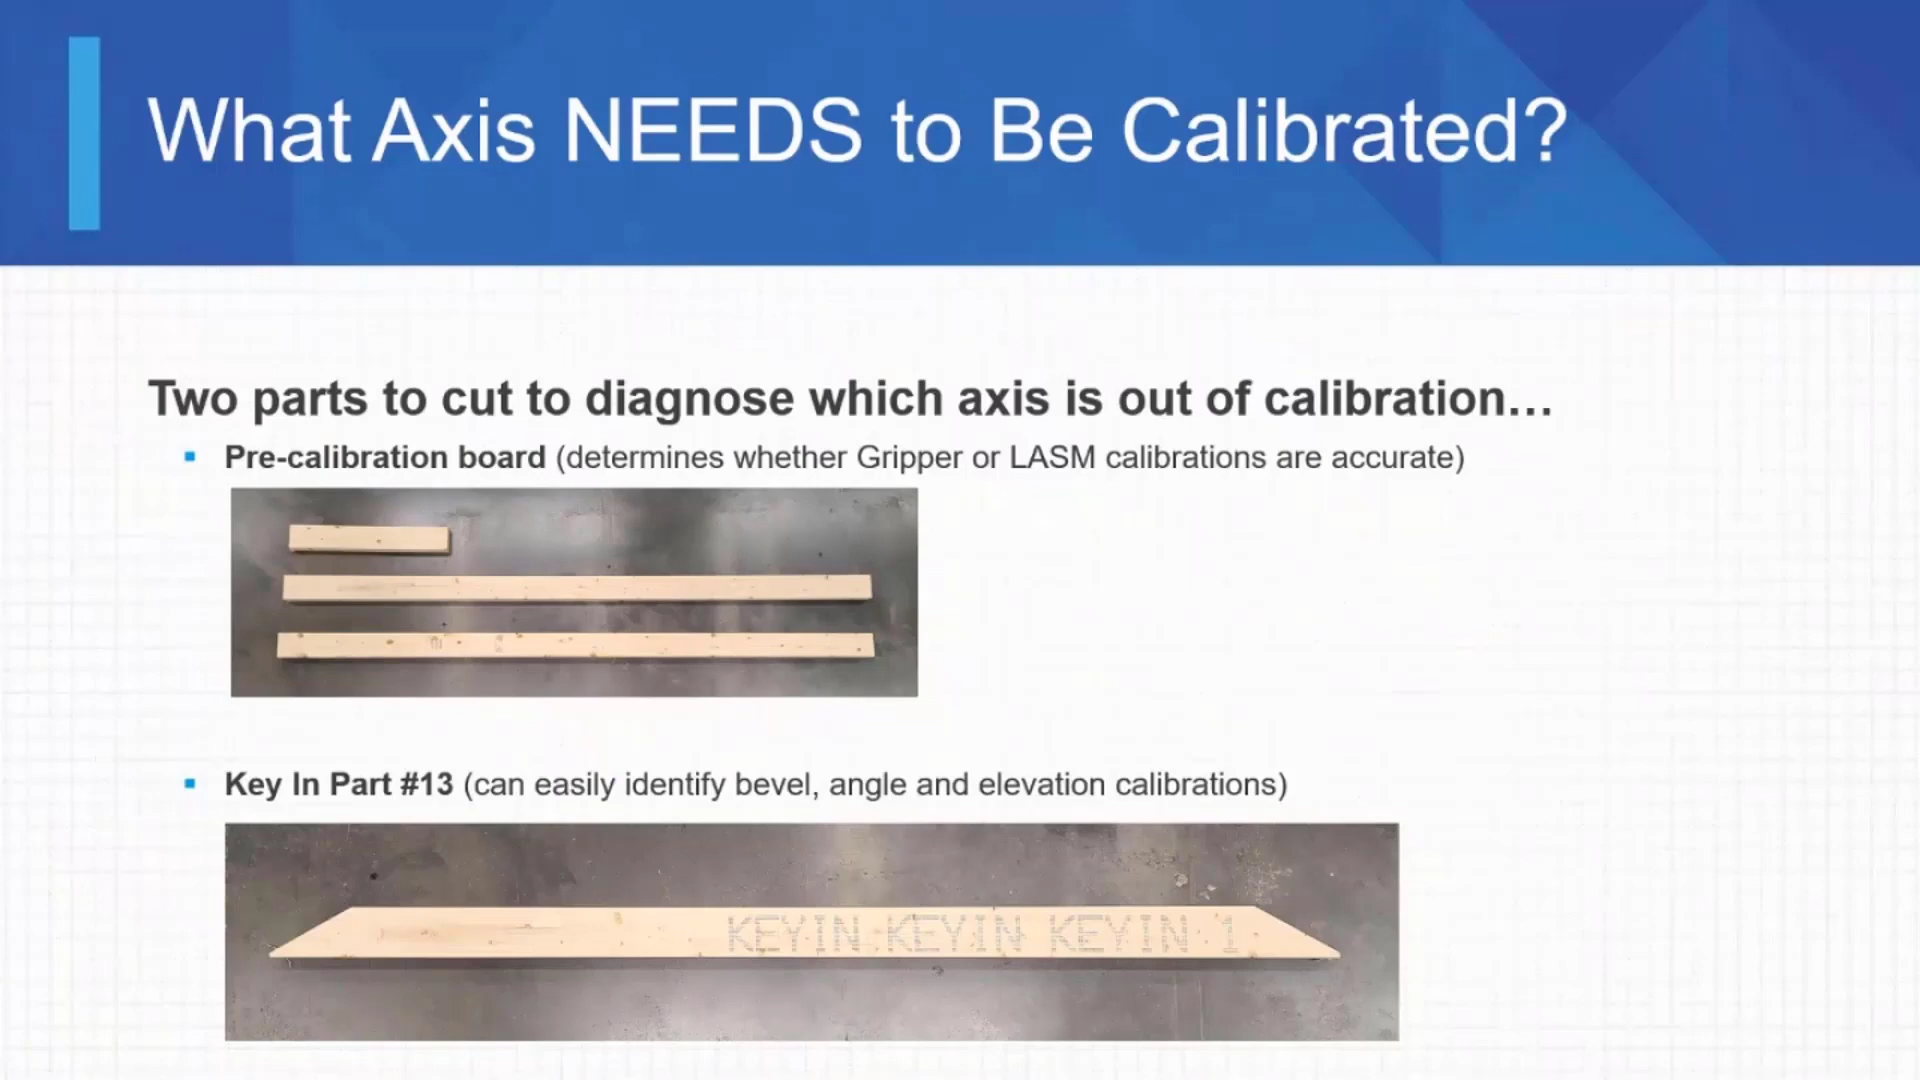 What Axis NEEDS to Be Calibrated?
Two parts to cut to diagnose which axis is out of calibration…
Pre-calibration board (determines whether Gripper or LASM calibrations are accurate)
Key In Part #13 (can easily identify bevel, angle and elevation calibrations)
KEYIN KEYIN KEYIN 1